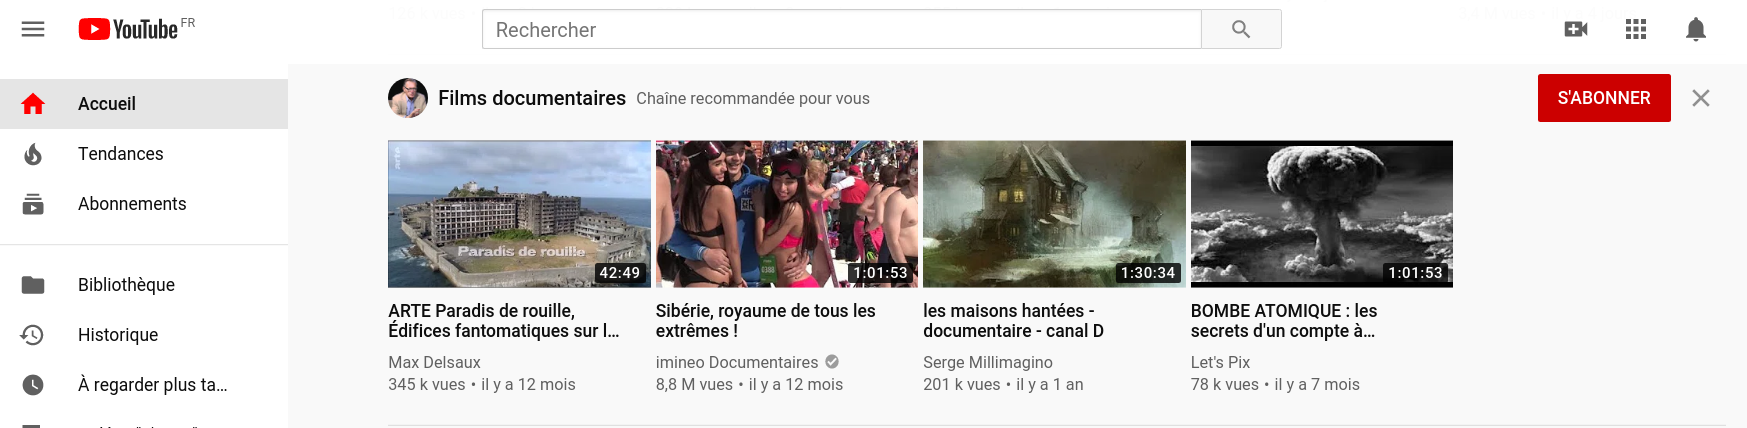 YouTube FR
Rechercher
Accueil
Tendances
Abonnements
Bibliothèque
Historique
À regarder plus ta...
Films documentaires Chaîne recommandée pour vous
S'ABONNER
arte
Paradis de rouille
42:49
1:01:53
1:30:34
1:01:53
ARTE Paradis de rouille,
Édifices fantomatiques sur l...
Max Delsaux
345 k vues • il y a 12 mois
Sibérie, royaume de tous les
extrêmes !
imineo Documentaires
8,8 M vues • il y a 12 mois
les maisons hantées -
documentaire - canal D
Serge Millimagino
201 k vues • il y a 1 an
BOMBE ATOMIQUE : les
secrets d'un compte à...
Let's Pix
78 k vues • il y a 7 mois